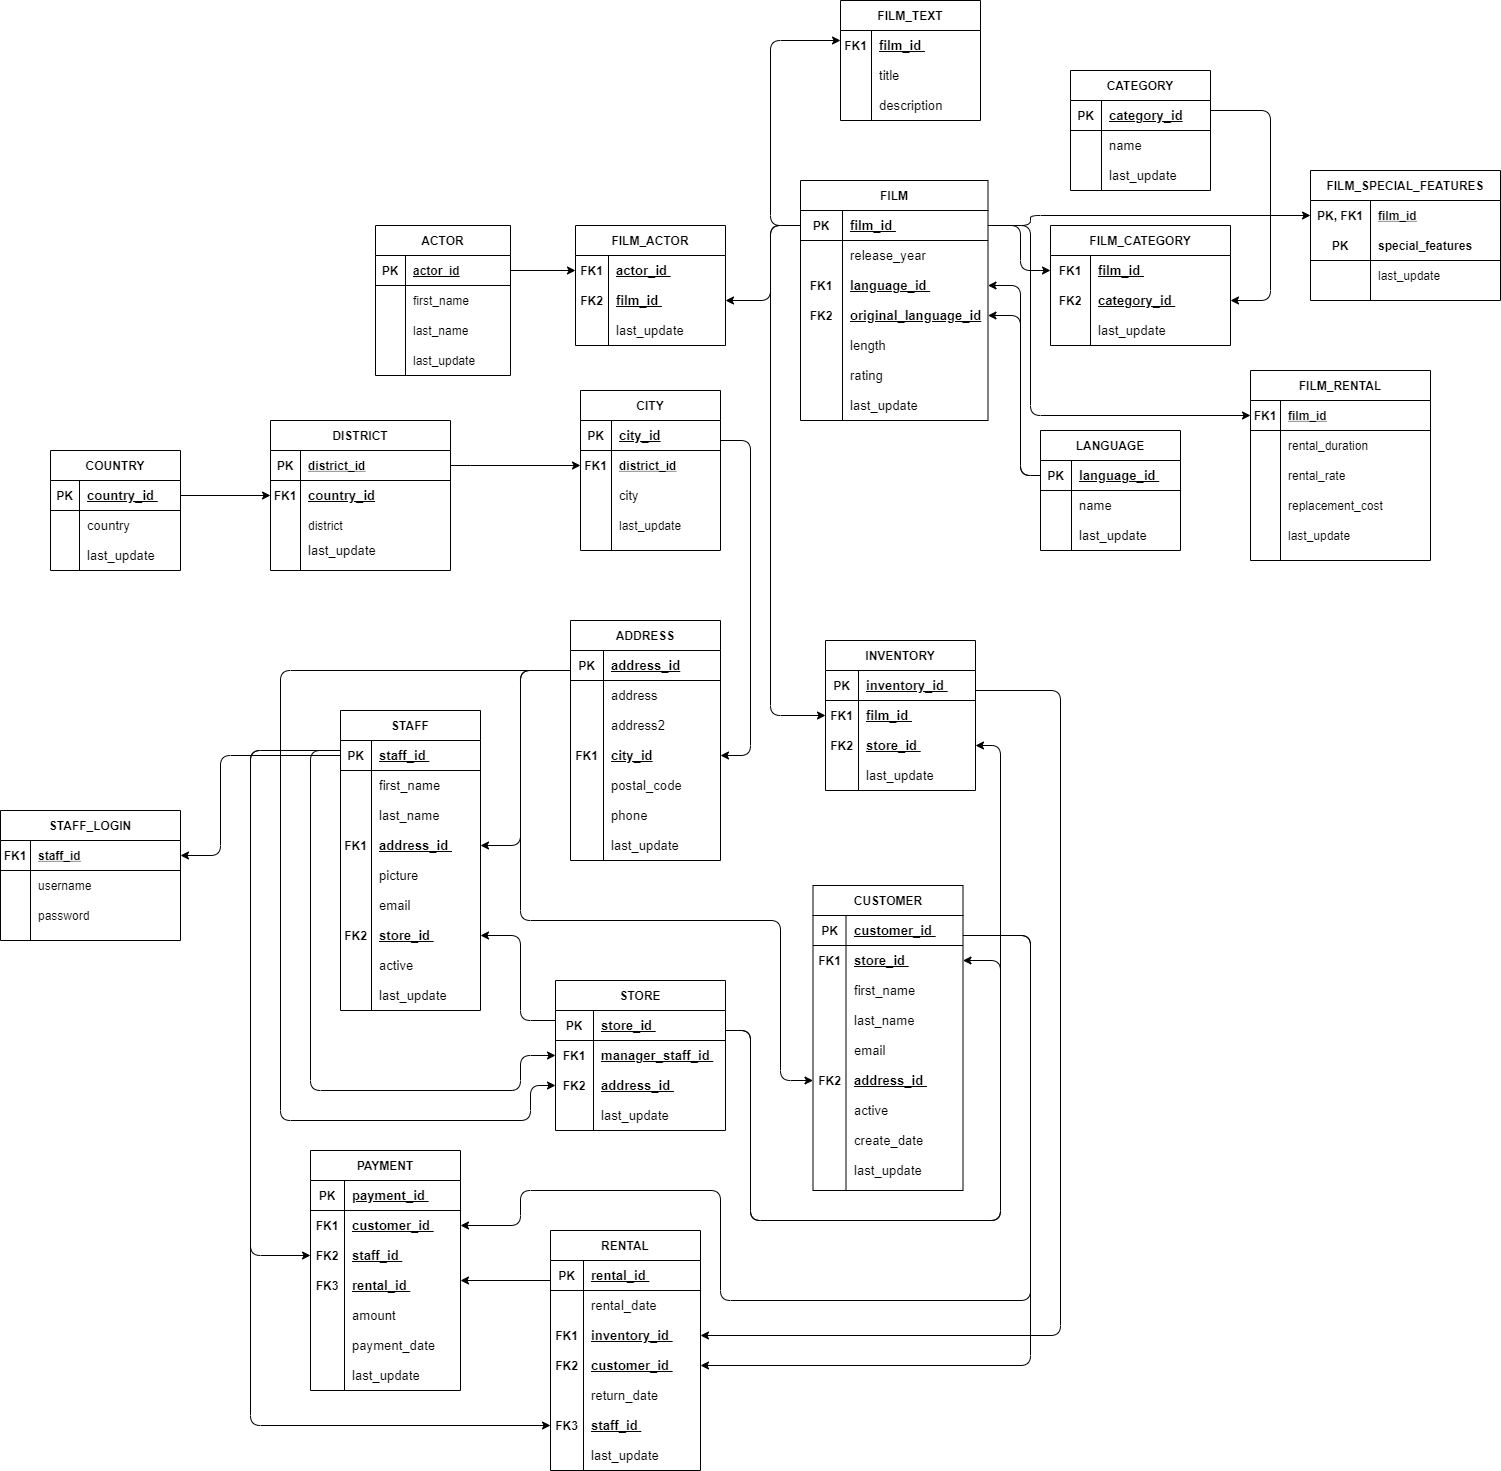 FILM_TEXT
FK1 film_id
title
description
CATEGORY
PK category_id
name
last_update
FILM_SPECIAL_FEATURES
PK, FK1 film_id
PK special_features
last_update
FILM
PK film_id
release_year
FK1 language_id
FK2 original_language_id
length
rating
last_update
ACTOR
PK actor_id
first_name
last_name
last_update
FILM_ACTOR
FK1 actor_id
FK2 film_id
last_update
FILM_CATEGORY
FK1 film_id
FK2 category_id
last_update
FILM_RENTAL
FK1 film_id
rental_duration
rental_rate
replacement_cost
last_update
CITY
PK city_id
FK1 district_id
city
last_update
DISTRICT
PK district_id
FK1 country_id
district
last_update
COUNTRY
PK country_id
country
last_update
LANGUAGE
PK language_id
name
last_update
ADDRESS
PK address_id
address
address2
FK1 city_id
postal_code
phone
last_update
INVENTORY
PK inventory_id
FK1 film_id
FK2 store_id
last_update
STAFF
PK staff_id
first_name
last_name
FK1 address_id
picture
email
FK2 store_id
active
last_update
STAFF_LOGIN
FK1 staff_id
username
password
CUSTOMER
PK customer_id
FK1 store_id
first_name
last_name
email
FK2 address_id
active
create_date
last_update
STORE
PK store_id
FK1 manager_staff_id
FK2 address_id
last_update
PAYMENT
PK payment_id
FK1 customer_id
FK2 staff_id
FK3 rental_id
amount
payment_date
last_update
RENTAL
PK rental_id
rental_date
FK1 inventory_id
FK2 customer_id
return_date
FK3 staff_id
last_update